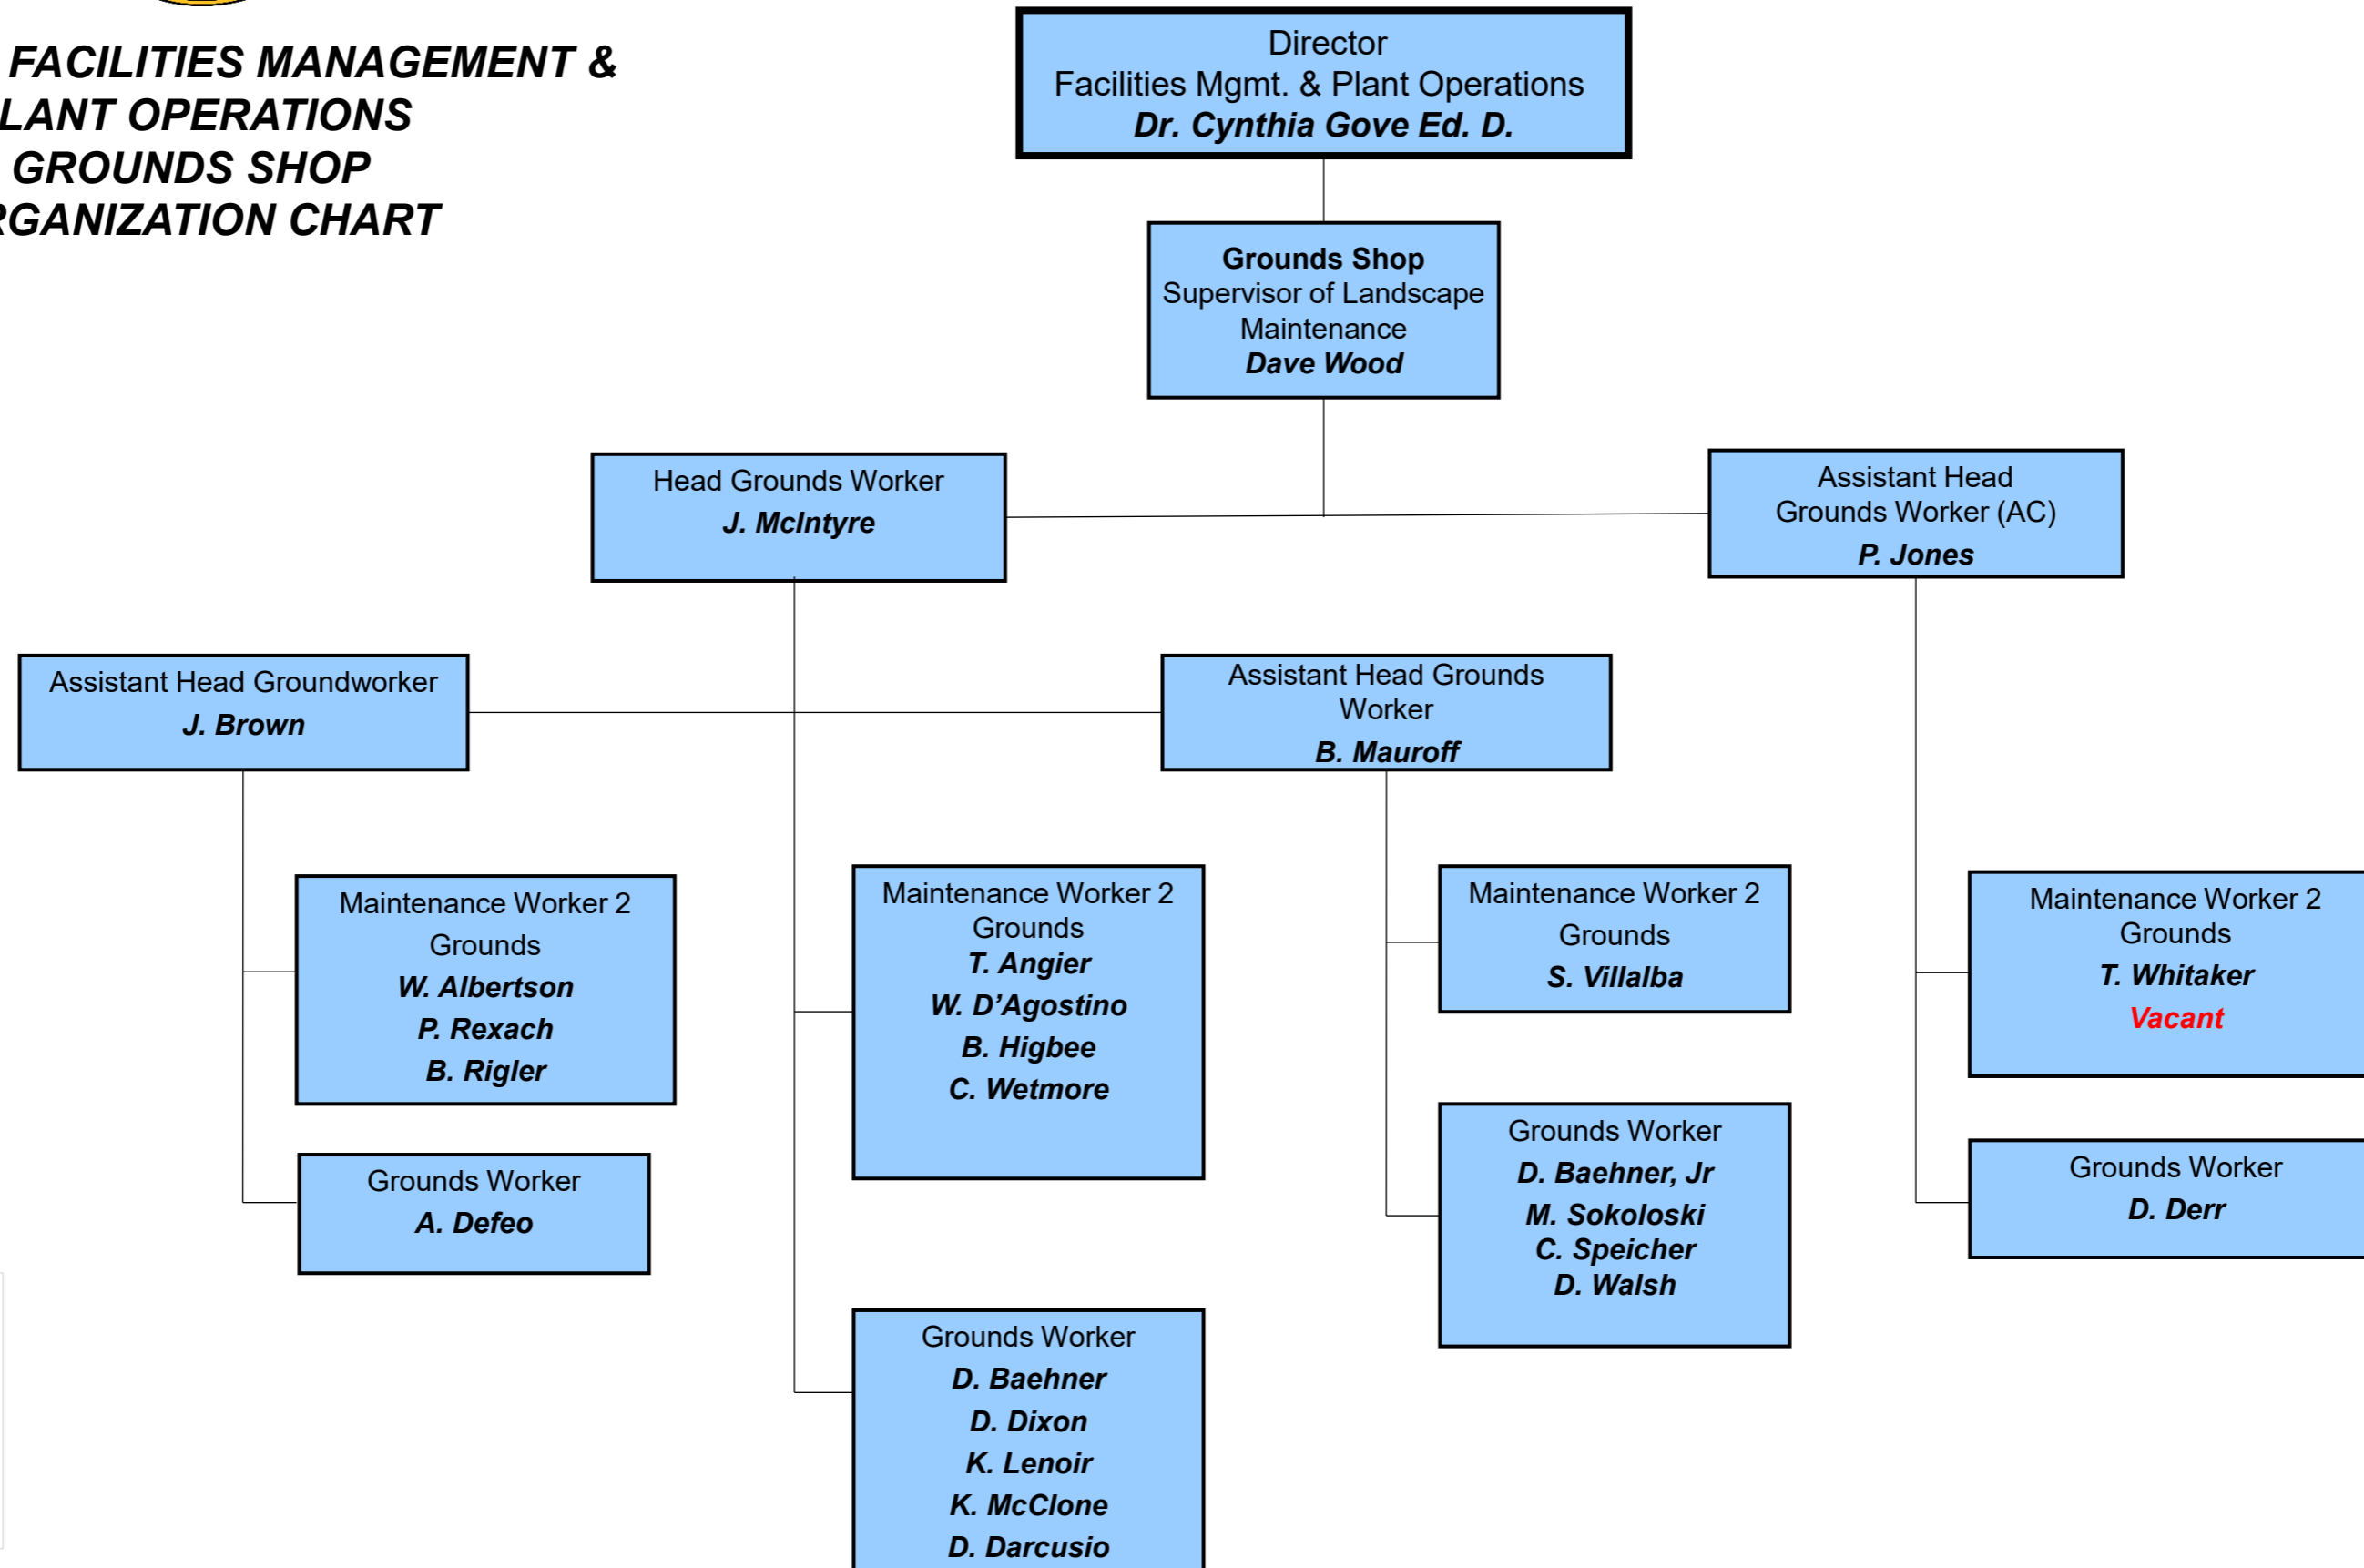 FACILITIES MANAGEMENT &
LANT OPERATIONS
GROUNDS SHOP
RGANIZATION CHART
Director
Facilities Mgmt. & Plant Operations
Dr. Cynthia Gove Ed. D.
Grounds Shop
Supervisor of Landscape
Maintenance
Dave Wood
Head Grounds Worker
J. McIntyre
Assistant Head
Grounds Worker (AC)
P. Jones
Assistant Head Groundworker
J. Brown
Assistant Head Grounds
Worker
B. Mauroff
Maintenance Worker 2
Grounds
W. Albertson
P. Rexach
B. Rigler
Grounds Worker
A. Defeo
Maintenance Worker 2
Grounds
T. Angier
W. D’Agostino
B. Higbee
C. Wetmore
Grounds Worker
D. Baehner
D. Dixon
K. Lenoir
K. McClone
D. Darcusio
Maintenance Worker 2
Grounds
S. Villalba
Grounds Worker
D. Baehner, Jr
M. Sokoloski
C. Speicher
D. Walsh
Maintenance Worker 2
Grounds
T. Whitaker
Vacant
Grounds Worker
D. Derr